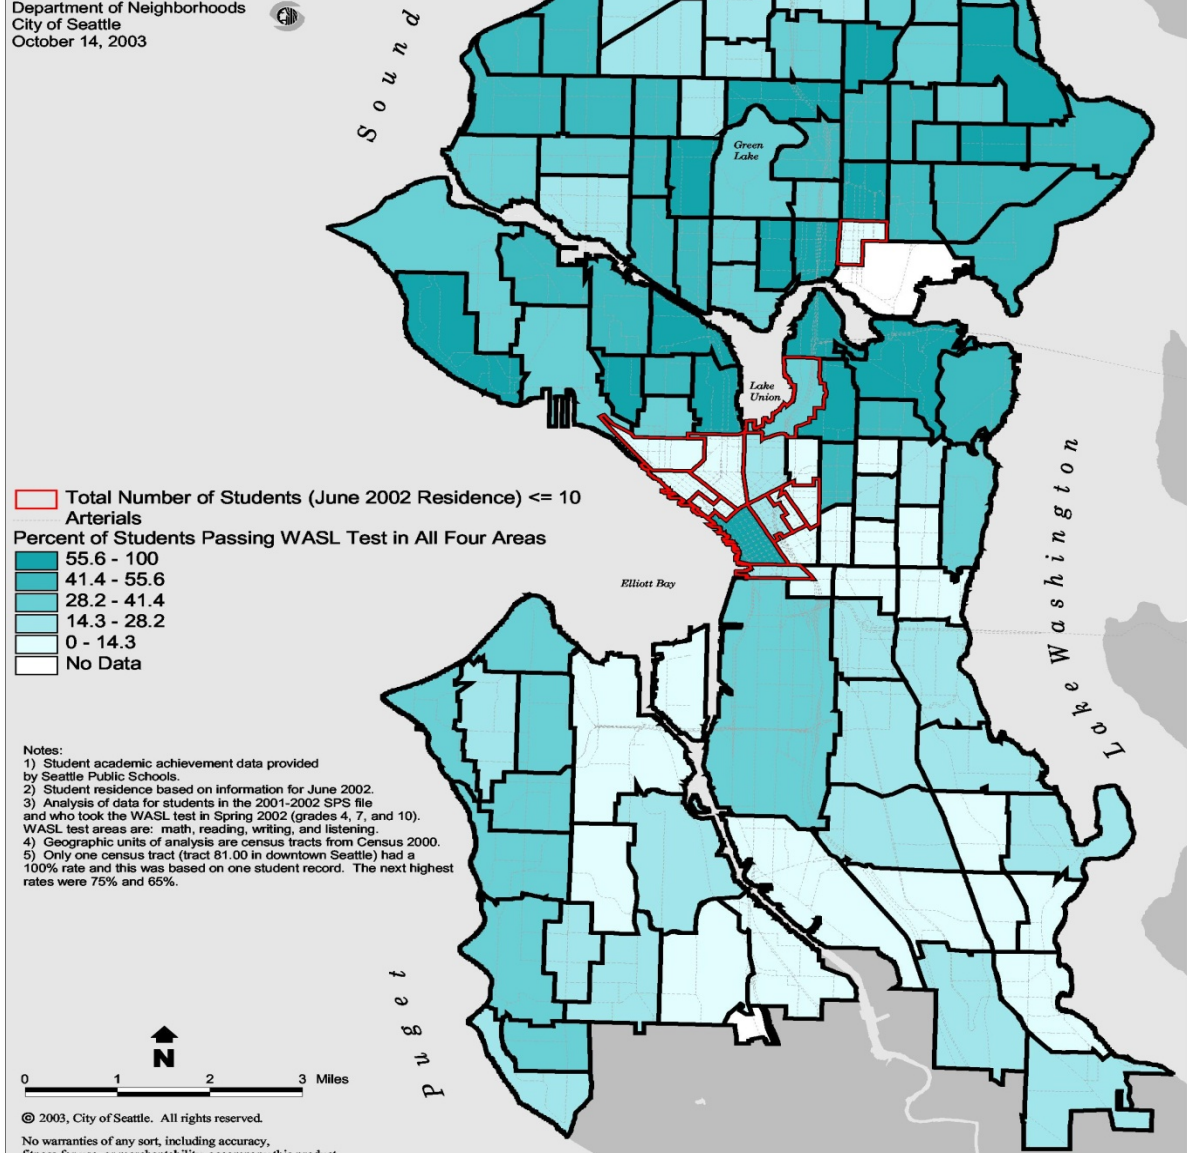 Department of Neighborhoods
City of Seattle
October 14, 2003
Sound
Green
Lake
Lake
Union
Total Number of Students (June 2002 Residence) <= 10
Arterials
Percent of Students Passing WASL Test in All Four Areas
55.6 - 100
41.4 - 55.6
28.2 - 41.4
14.3 - 28.2
0 - 14.3
No Data
Elliott Bay
Lake Washington
Notes:
1) Student academic achievement data provided
by Seattle Public Schools.
2) Student residence based on information for June 2002.
3) Analysis of data for students in the 2001-2002 SPS file
and who took the WASL test in Spring 2002 (grades 4, 7, and 10).
WASL test areas are: math, reading, writing, and listening.
4) Geographic units of analysis are census tracts from Census 2000.
5) Only one census tract (tract 81.00 in downtown Seattle) had a
100% rate and this was based on one student record. The next highest
rates were 75% and 65%.
Puget
N
0 1 2 3 Miles
© 2003, City of Seattle. All rights reserved.
No warranties of any sort, including accuracy,